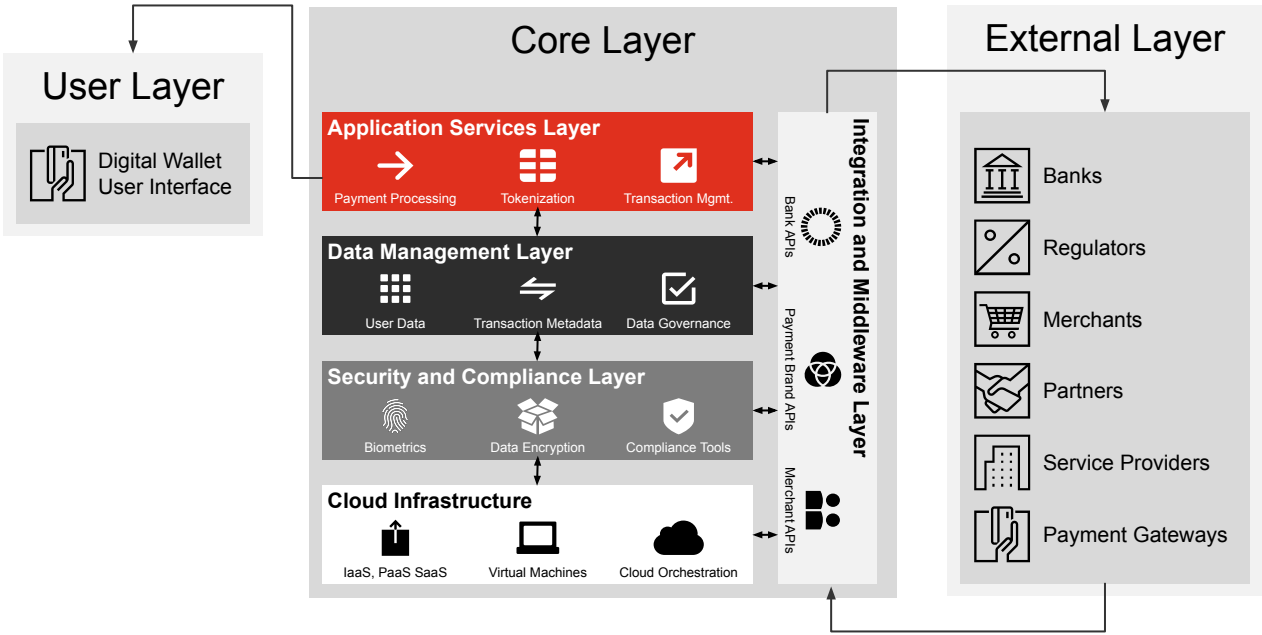 User Layer
Digital Wallet
User Interface
Core Layer
Application Services Layer
Payment Processing
Tokenization
Transaction Mgmt.
Data Management Layer
User Data
Transaction Metadata
Data Governance
Security and Compliance Layer
Biometrics
Data Encryption
Compliance Tools
Cloud Infrastructure
IaaS, PaaS SaaS
Virtual Machines
Cloud Orchestration
Integration and Middleware Layer
Bank APIs
Payment Brand APIs
Merchant APIs
External Layer
Banks
Regulators
Merchants
Partners
Service Providers
Payment Gateways